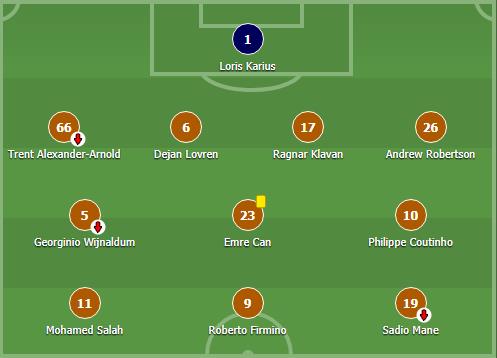 1
Loris Karius
66 6 17 26
Trent Alexander-Arnold Dejan Lovren Ragnar Klavan Andrew Robertson
5 23 10
Georginio Wijnaldum Emre Can Philippe Coutinho
11 9 19
Mohamed Salah Roberto Firmino Sadio Mane